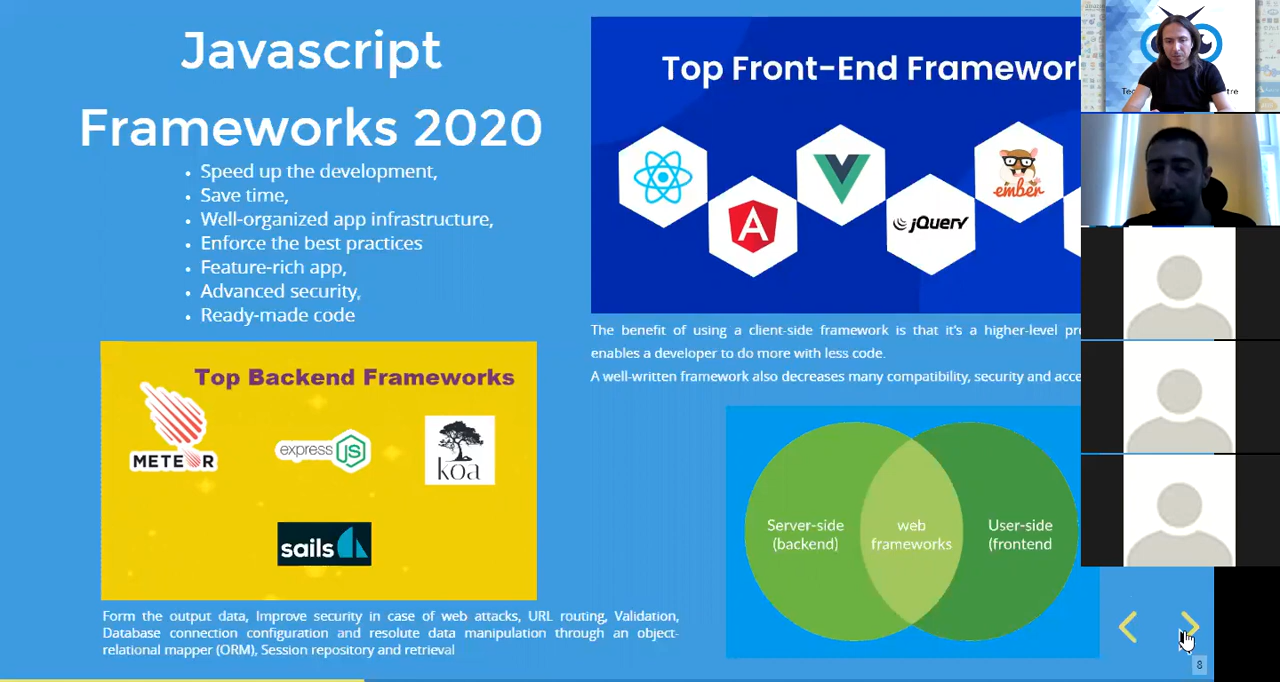 Javascript
Frameworks 2020
Speed up the development,
Save time,
Well-organized app infrastructure,
Enforce the best practices
Feature-rich app,
Advanced security,
Ready-made code
Top Backend Frameworks
METEOR
express JS
koa
sails
Form the output data, Improve security in case of web attacks, URL routing, Validation,
Database connection configuration and resolute data manipulation through an object-
relational mapper (ORM), Session repository and retrieval
Top Front-End Framewor
A
ember
jQuery
The benefit of using a client-side framework is that it's a higher-level
enables a developer to do more with less code.
A well-written framework also decreases many compatibility, security and
Server-side
(backend)
web
frameworks
User-side
(frontend
8